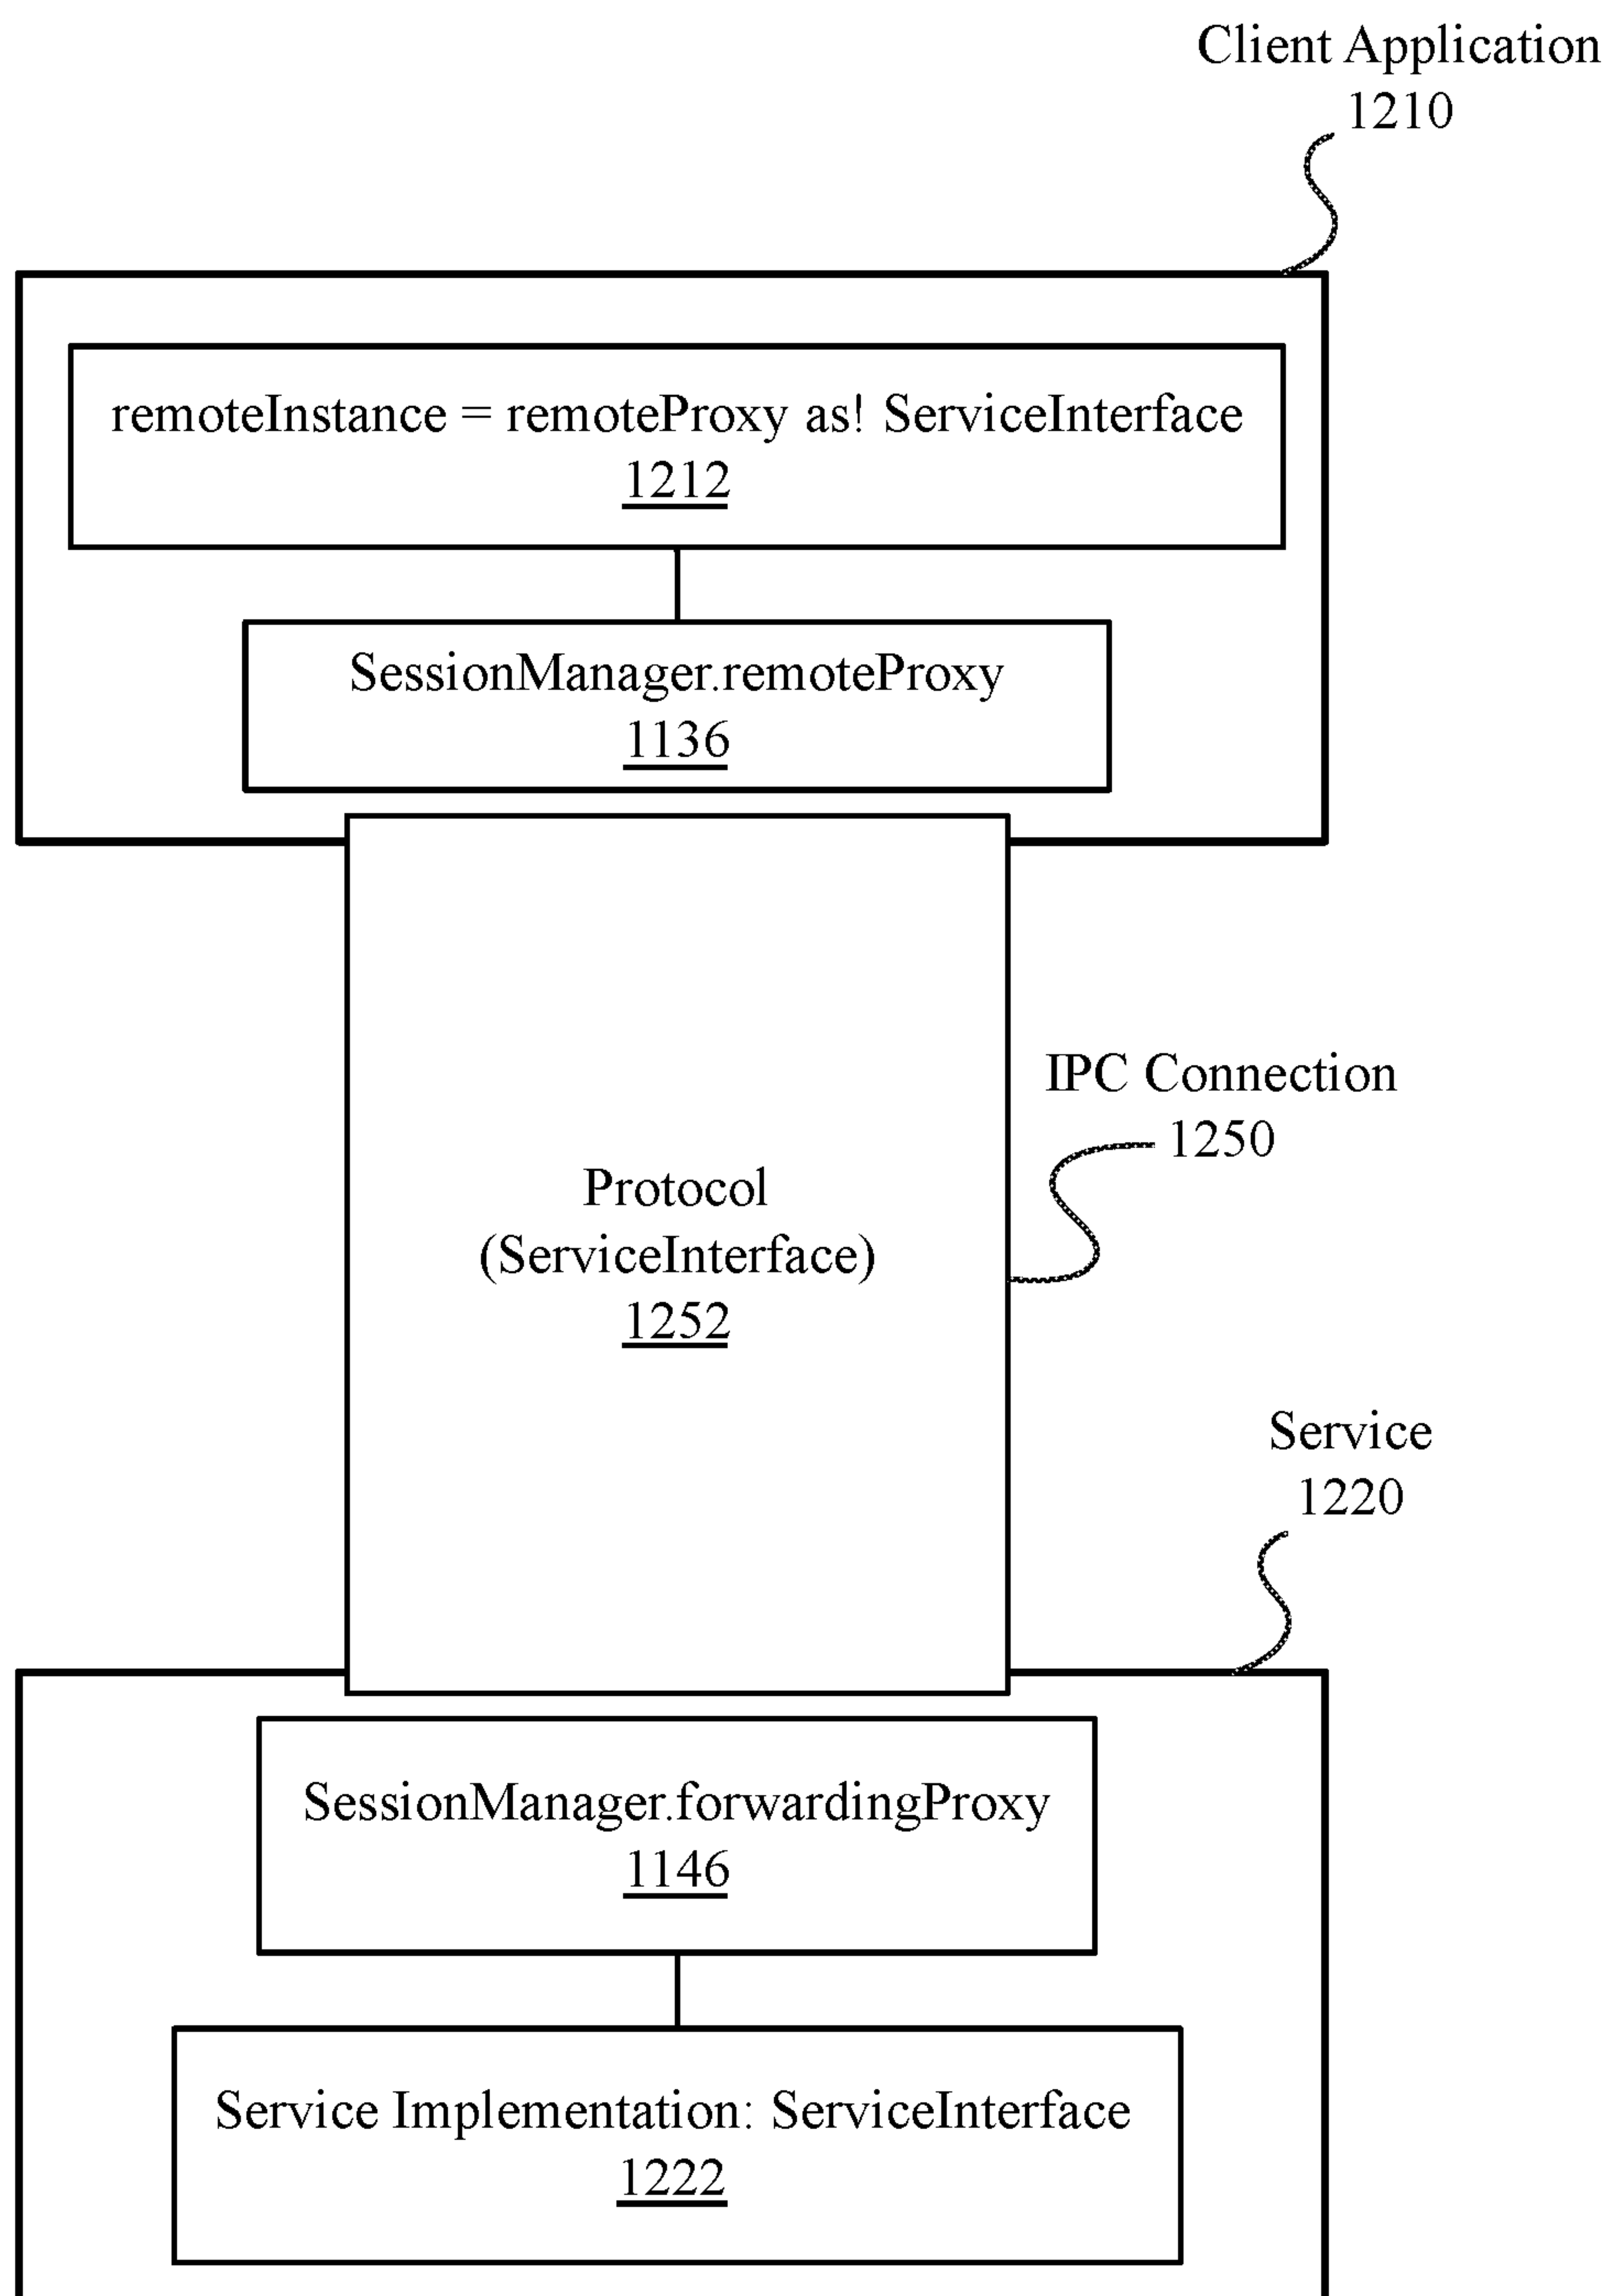 Client Application
1210
remoteInstance = remoteProxy as! ServiceInterface
1212
SessionManager.remoteProxy
1136
IPC Connection
1250
Protocol
(ServiceInterface)
1252
Service
1220
SessionManager.forwardingProxy
1146
Service Implementation: ServiceInterface
1222